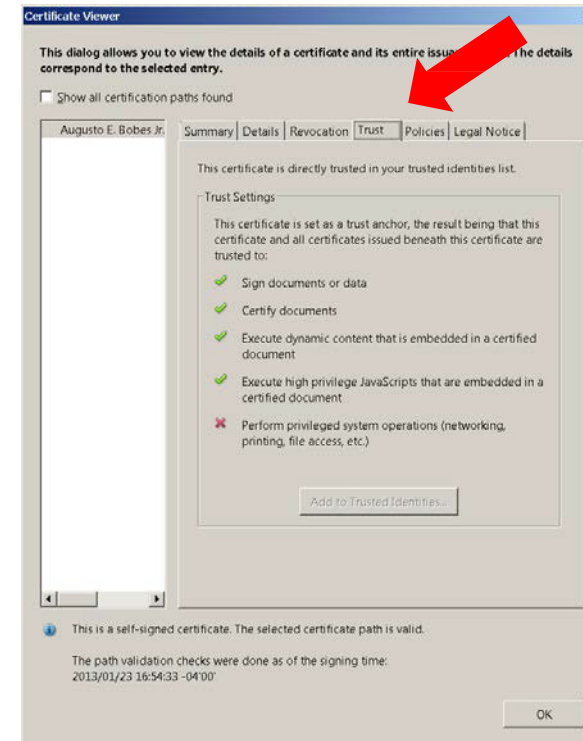 Certificate Viewer
This dialog allows you to view the details of a certificate and its entire The details
correspond to the selected entry.
Show all certification paths found
Augusto E. Bobes Jr.
Summary Details Revocation Trust Policies Legal Notice
This certificate is directly trusted in your trusted identities list.
Trust Settings
This certificate is set as a trust anchor, the result being that this
certificate and all certificates issued beneath this certificate are
trusted to:
Sign documents or data
Certify documents
Execute dynamic content that is embedded in a certified
document
Execute high privilege JavaScripts that are embedded in a
certified document
Perform privileged system operations (networking,
printing, file access, etc.)
Add to Trusted Identities...
This is a self-signed certificate. The selected certificate path is valid.
The path validation checks were done as of the signing time:
2013/01/23 16:54:33 -04'00'
OK